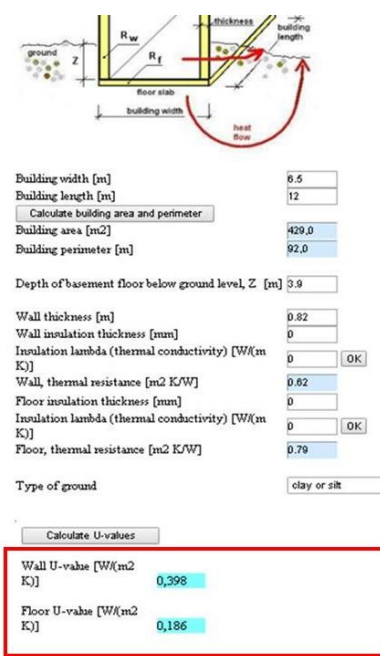 thickness
building
length
R w
ground
Z
R f
floor slab
building width
heat
flow
Building width [m] 6.5
Building length [m] 12
Calculate building area and perimeter
Building area [m2] 429,0
Building perimeter [m] 92,0
Depth of basement floor below ground level, Z [m] 3.9
Wall thickness [m] 0.82
Wall insulation thickness [mm] 0
Insulation lambda (thermal conductivity) [W/(m
K)] 0 OK
Wall, thermal resistance [m2 K/W] 0.62
Floor insulation thickness [mm] 0
Insulation lambda (thermal conductivity) [W/(m
K)] 0 OK
Floor, thermal resistance [m2 K/W] 0.79
Type of ground clay or silt
Calculate U-values
Wall U-value [W/(m2
K)] 0,398
Floor U-value [W/(m2
K)] 0,186